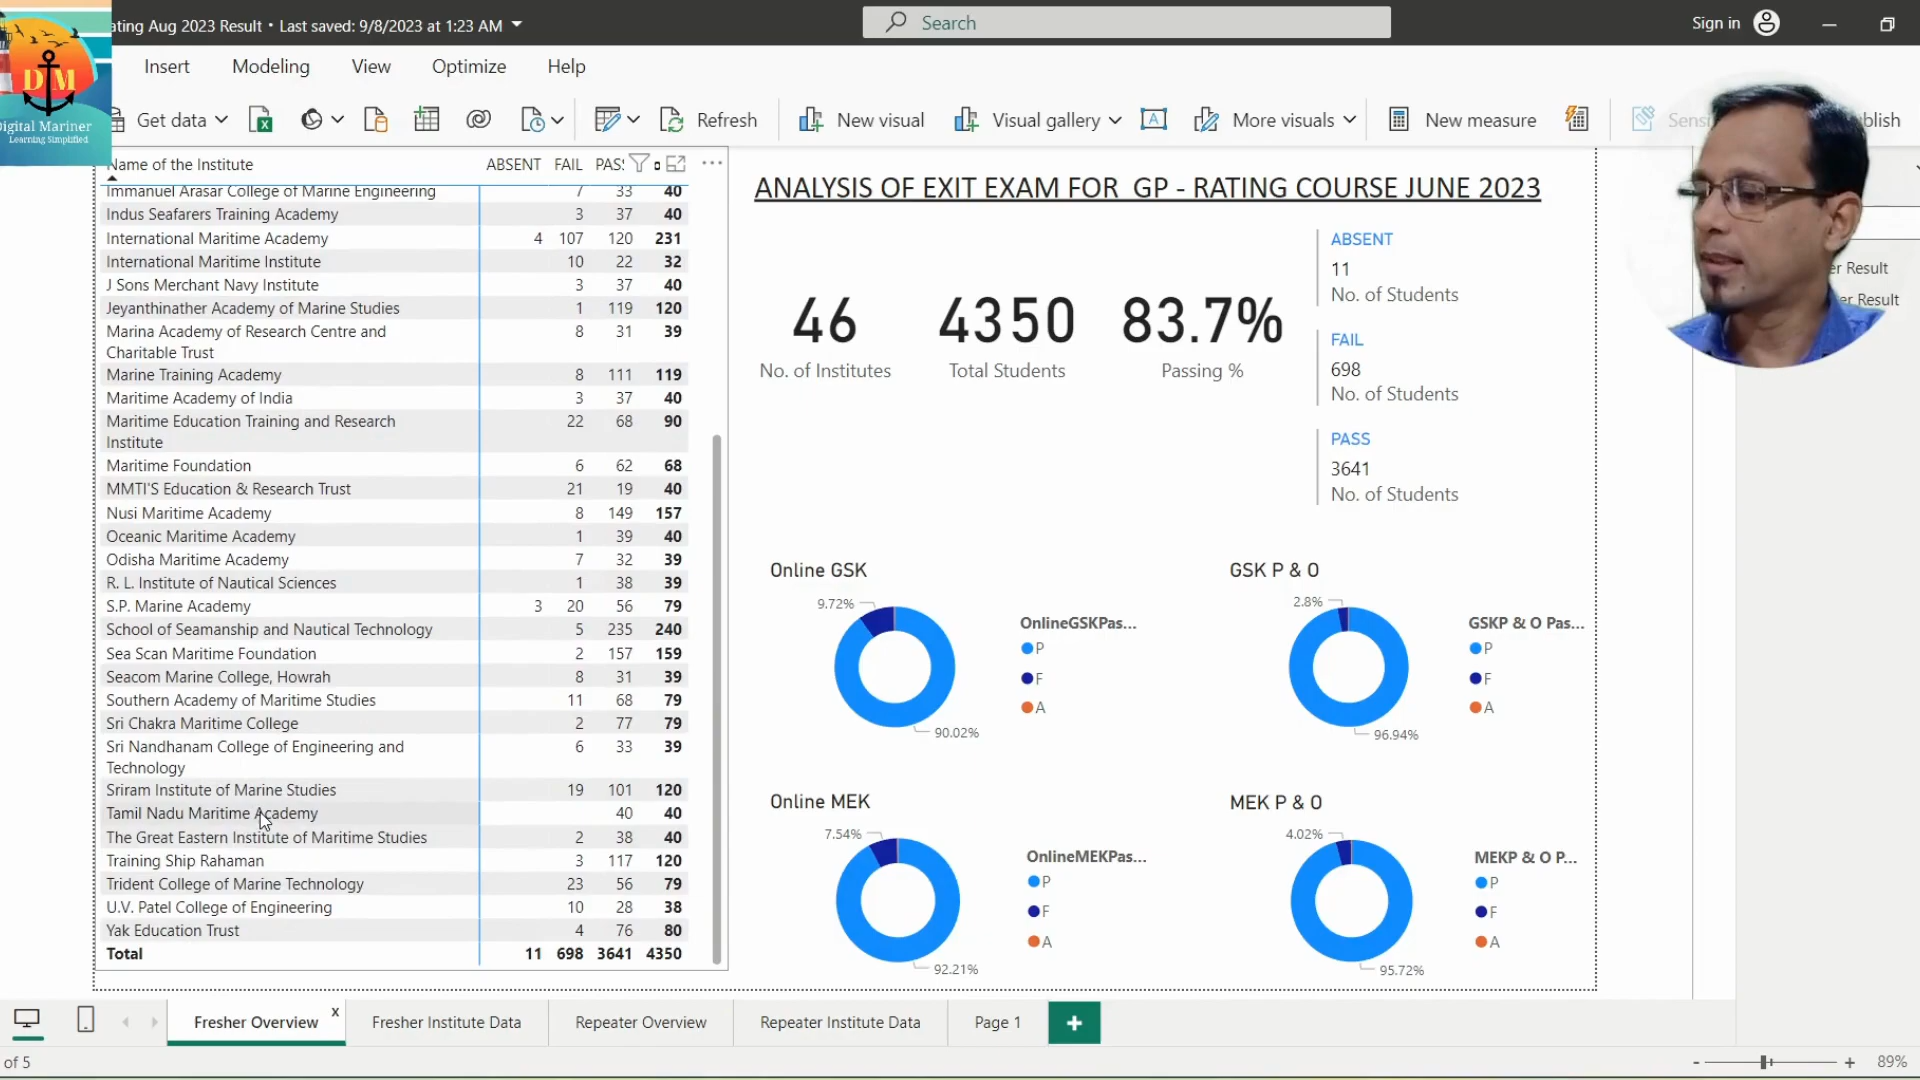 ating Aug 2023 Result • Last saved: 9/8/2023 at 1:23 AM
Search
Sign in
DM
Digital Mariner
Learning Simplified
Insert Modeling View Optimize Help
Get data
Refresh
New visual
Visual gallery
More visuals
New measure
Sensi
blish
Name of the Institute ABSENT FAIL PAS
Immanuel Arasar College of Marine Engineering 7 33 40
Indus Seafarers Training Academy 3 37 40
International Maritime Academy 4 107 120 231
International Maritime Institute 10 22 32
J Sons Merchant Navy Institute 3 37 40
Jeyanthinather Academy of Marine Studies 1 119 120
Marina Academy of Research Centre and 8 31 39
Charitable Trust
Marine Training Academy 8 111 119
Maritime Academy of India 3 37 40
Maritime Education Training and Research 22 68 90
Institute
Maritime Foundation 6 62 68
MMTI'S Education & Research Trust 21 19 40
Nusi Maritime Academy 8 149 157
Oceanic Maritime Academy 1 39 40
Odisha Maritime Academy 7 32 39
R. L. Institute of Nautical Sciences 1 38 39
S.P. Marine Academy 3 20 56 79
School of Seamanship and Nautical Technology 5 235 240
Sea Scan Maritime Foundation 2 157 159
Seacom Marine College, Howrah 8 31 39
Southern Academy of Maritime Studies 11 68 79
Sri Chakra Maritime College 2 77 79
Sri Nandhanam College of Engineering and 6 33 39
Technology
Sriram Institute of Marine Studies 19 101 120
Tamil Nadu Maritime Academy 40 40
The Great Eastern Institute of Maritime Studies 2 38 40
Training Ship Rahaman 3 117 120
Trident College of Marine Technology 23 56 79
U.V. Patel College of Engineering 10 28 38
Yak Education Trust 4 76 80
Total 11 698 3641 4350
ANALYSIS OF EXIT EXAM FOR GP - RATING COURSE JUNE 2023
46
No. of Institutes
4350
Total Students
83.7%
Passing %
ABSENT
11
No. of Students
FAIL
698
No. of Students
PASS
3641
No. of Students
er Result
er Result
Online GSK
9.72%
90.02%
OnlineGSKPas...
P
F
A
GSK P & O
2.8%
96.94%
GSKP & O Pas...
P
F
A
Online MEK
7.54%
92.21%
OnlineMEKPas...
P
F
A
MEK P & O
4.02%
95.72%
MEKP & O P...
P
F
A
Fresher Overview x
Fresher Institute Data
Repeater Overview
Repeater Institute Data
Page 1
+
of 5
- + 89%